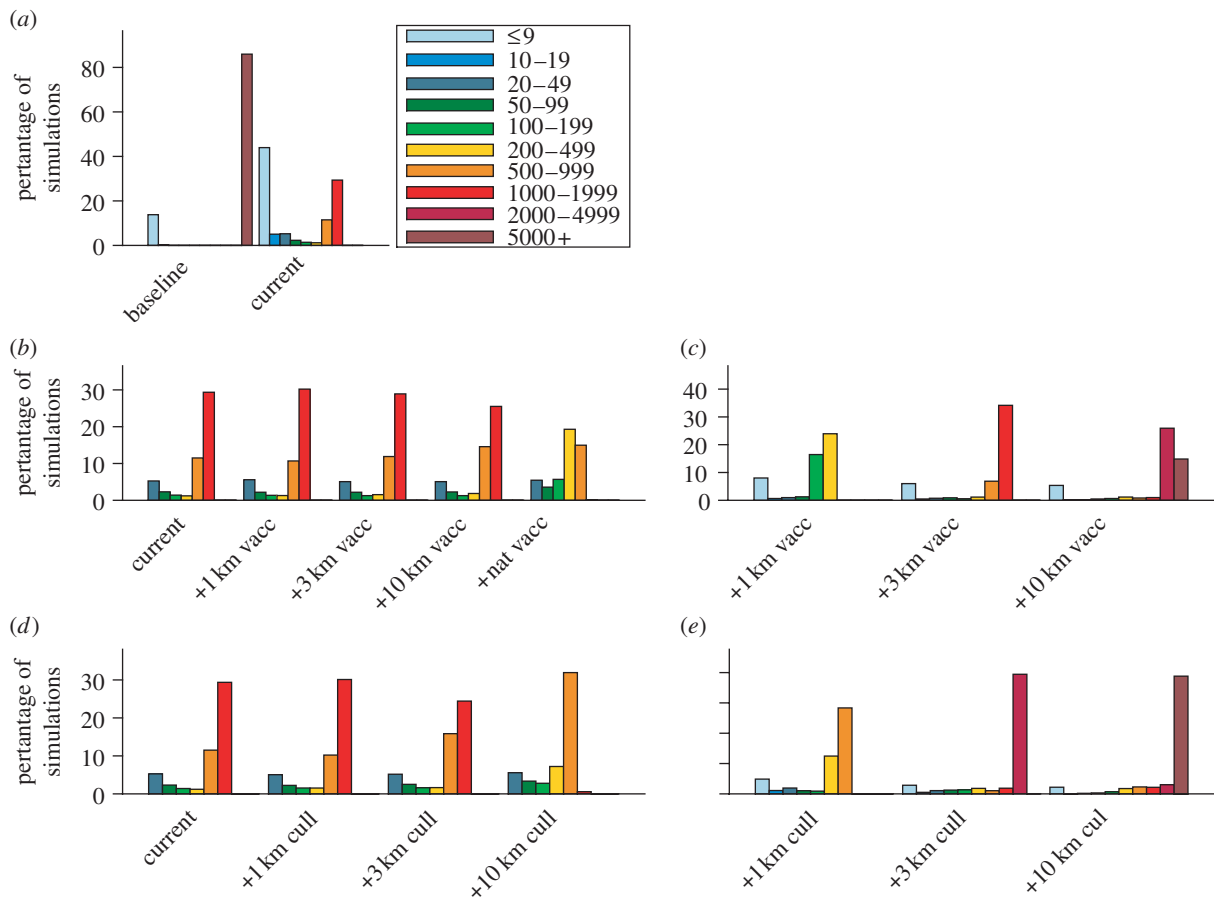 (a)
pertantage of
simulations
80
60
40
20
0
baseline
current
≤9
10–19
20–49
50–99
100–199
200–499
500–999
1000–1999
2000–4999
5000+
(b)
pertantage of
simulations
30
20
10
0
current
+1 km vacc
+3 km vacc
+10 km vacc
+nat vacc
(c)
40
30
20
10
0
+1 km vacc
+3 km vacc
+10 km vacc
(d)
pertantage of
simulations
30
20
10
0
current
+1 km cull
+3 km cull
+10 km cull
(e)
+1 km cull
+3 km cull
+10 km cul